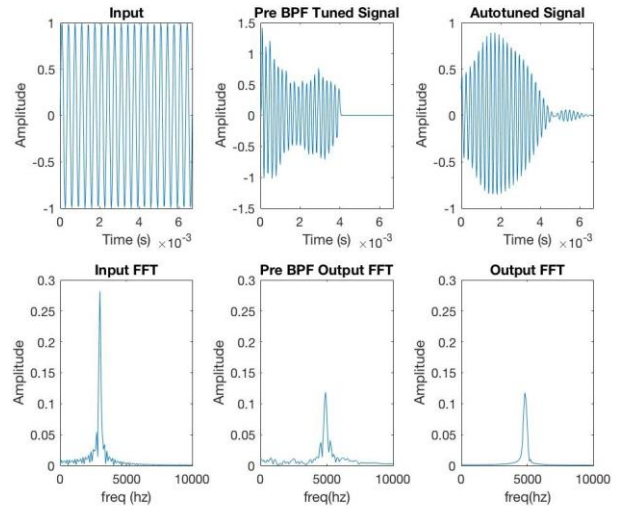 Input
Amplitude
1
0.5
0
-0.5
-1
0 2 4 6
Time (s) ×10⁻³
Pre BPF Tuned Signal
Amplitude
1.5
1
0.5
0
-0.5
-1
-1.5
0 2 4 6
Time (s) ×10⁻³
Autotuned Signal
Amplitude
1
0.5
0
-0.5
-1
0 2 4 6
Time (s) ×10⁻³
Input FFT
Amplitude
0.3
0.25
0.2
0.15
0.1
0.05
0
0 5000 10000
freq (hz)
Pre BPF Output FFT
Amplitude
0.3
0.25
0.2
0.15
0.1
0.05
0
0 5000 10000
freq(hz)
Output FFT
Amplitude
0.3
0.25
0.2
0.15
0.1
0.05
0
0 5000 10000
freq(hz)